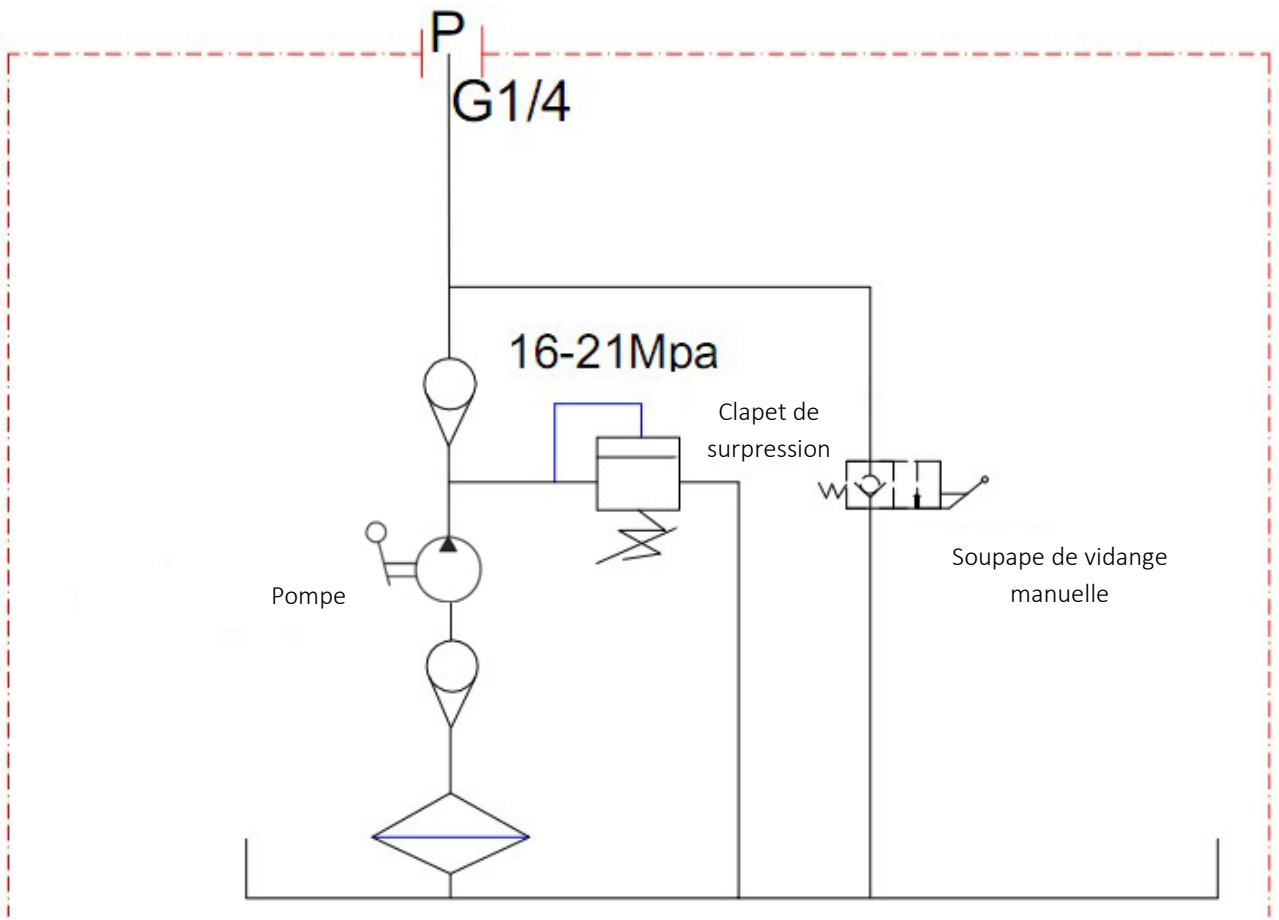 P
G1/4
16-21Mpa
Clapet de
surpression
Soupape de vidange
manuelle
Pompe